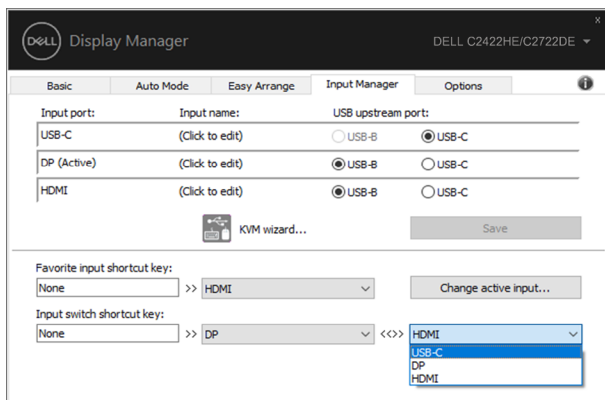 x
DELL Display Manager DELL C2422HE/C2722DE
Basic Auto Mode Easy Arrange Input Manager Options i
Input port: Input name: USB upstream port:
USB-C (Click to edit) USB-B USB-C
DP (Active) (Click to edit) USB-B USB-C
HDMI (Click to edit) USB-B USB-C
KVM wizard... Save
Favorite input shortcut key:
None >> HDMI Change active input...
Input switch shortcut key:
None >> DP <<>> HDMI
USB-C
DP
HDMI